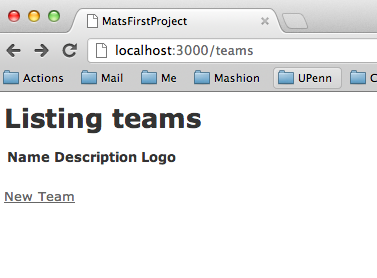 MatsFirstProject
localhost:3000/teams
Actions Mail Me Mashion UPenn
Listing teams
Name Description Logo
New Team